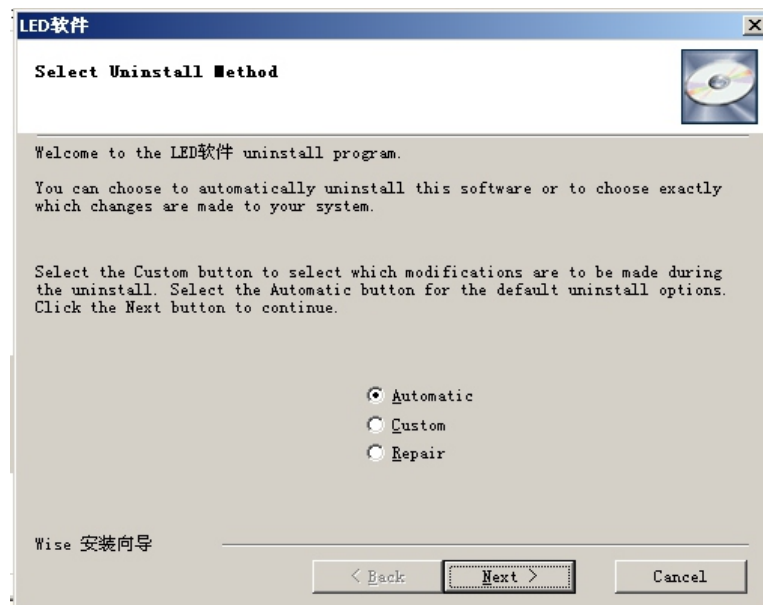 LED软件
Select Uninstall Method
Welcome to the LED软件 uninstall program.
You can choose to automatically uninstall this software or to choose exactly
which changes are made to your system.
Select the Custom button to select which modifications are to be made during
the uninstall. Select the Automatic button for the default uninstall options.
Click the Next button to continue.
Automatic
Custom
Repair
Wise 安装向导
< Back
Next >
Cancel